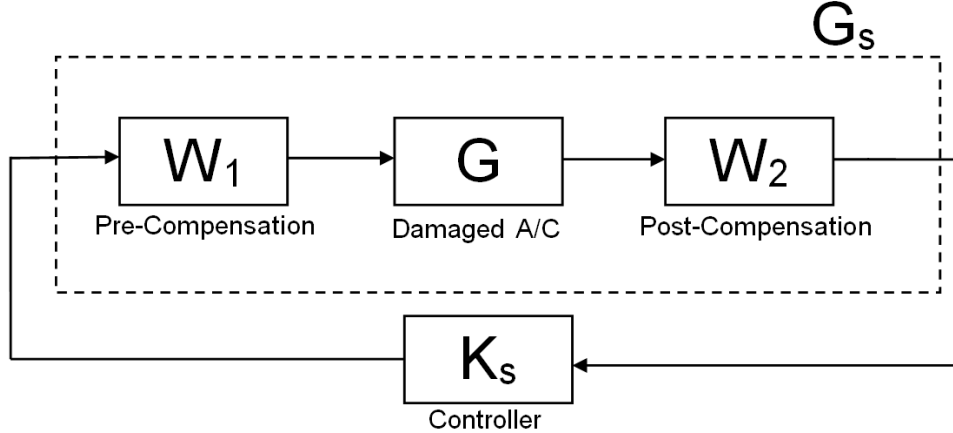 Gs
W1
G
W2
Pre-Compensation
Damaged A/C
Post-Compensation
Ks
Controller